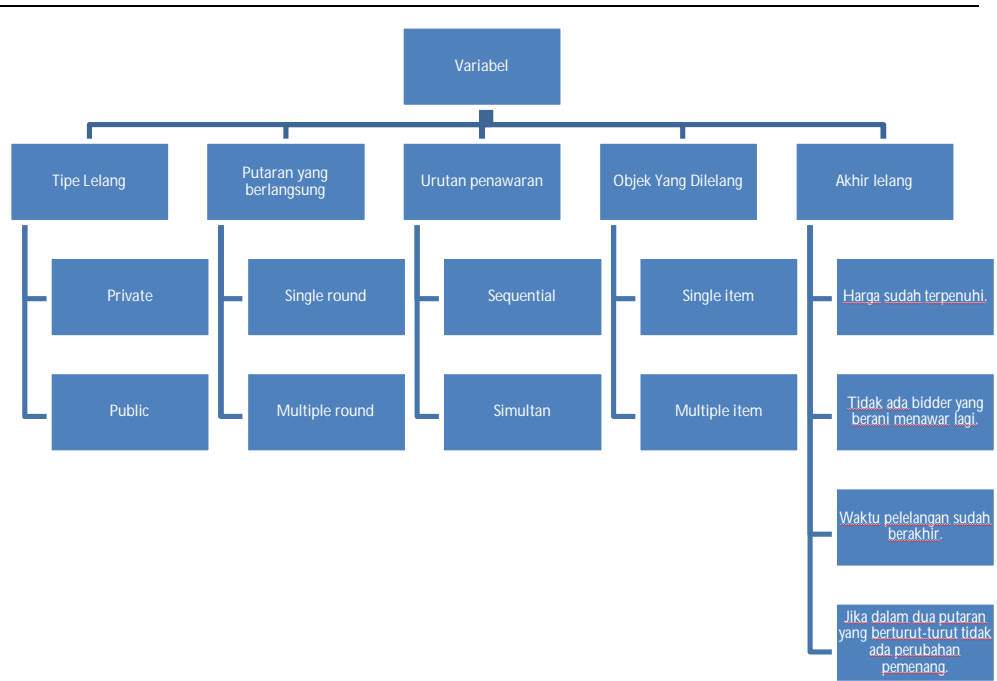 Variabel
Tipe Lelang
Private
Public
Putaran yang
berlangsung
Single round
Multiple round
Urutan penawaran
Sequential
Simultan
Objek Yang Dilelang
Single item
Multiple item
Akhir lelang
Harga sudah terpenuhi.
Tidak ada bidder yang
berani menawar lagi.
Waktu pelelangan sudah
berakhir.
Jika dalam dua putaran
yang berturut-turut tidak
ada perubahan
pemenang.